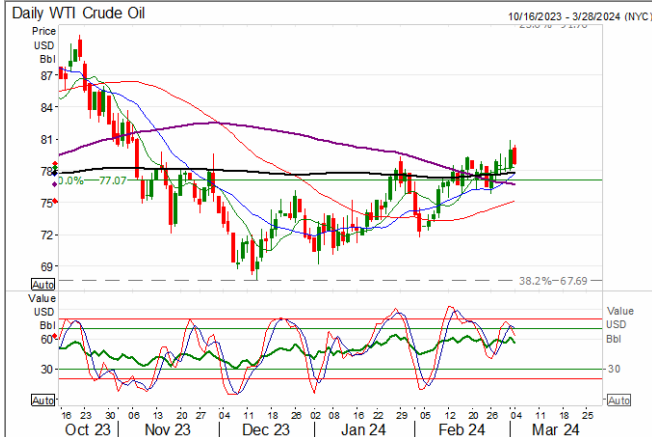 Daily WTI Crude Oil
10/16/2023 - 3/28/2024 (NYC)
Price
USD
Bbl
87
84
81
78
75
72
69
Auto
0.0%
77.07
38.2%
67.69
Value
USD
Bbl
60
30
Auto
Value
USD
Bbl
30
Auto
16 23 30 06 13 20 27 04 11 18 26 02 08 16 22 29 05 12 20 26 04 11 18 25
Oct 23 Nov 23 Dec 23 Jan 24 Feb 24 Mar 24